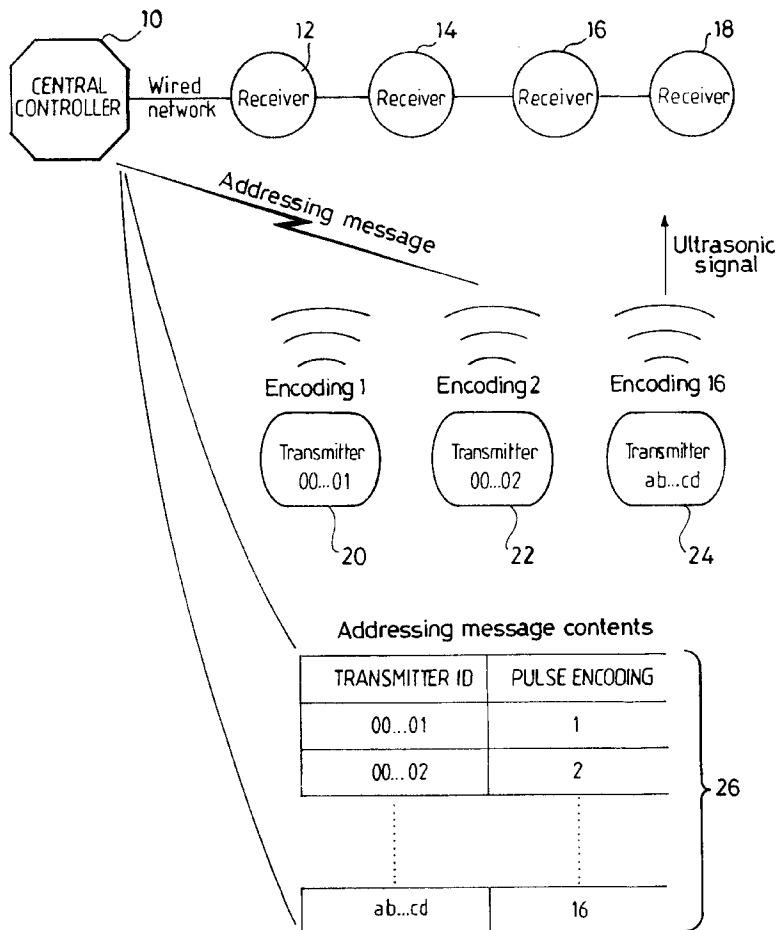 10
12
14
16
18
CENTRAL
CONTROLLER
Wired
network
Receiver
Receiver
Receiver
Receiver
Addressing message
Ultrasonic
signal
Encoding 1
Encoding 2
Encoding 16
Transmitter
00...01
Transmitter
00...02
Transmitter
ab...cd
20
22
24
Addressing message contents
TRANSMITTER ID PULSE ENCODING
00...01 1
00...02 2
26
ab...cd 16